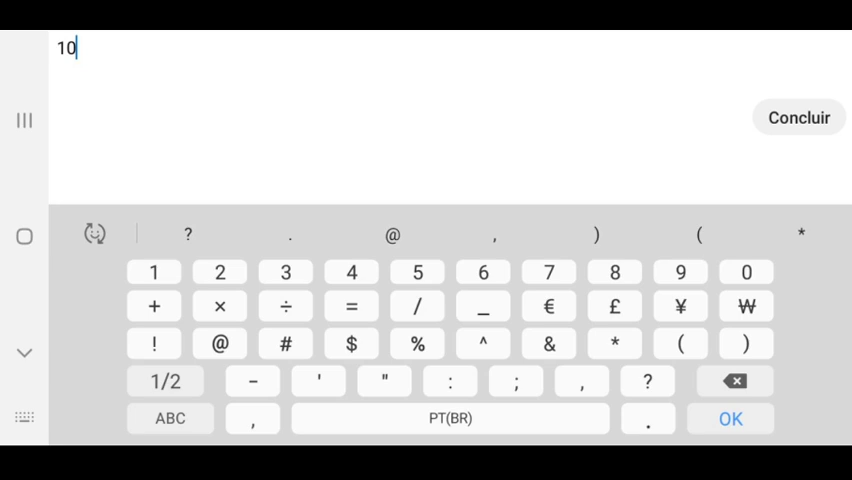 10
Concluir
? . @ , ) ( *
1 2 3 4 5 6 7 8 9 0
+ × ÷ = / _ € £ ¥ ₩
! @ # $ % ^ & * ( )
1/2 - ' " : ; , ?
ABC , PT(BR) . OK